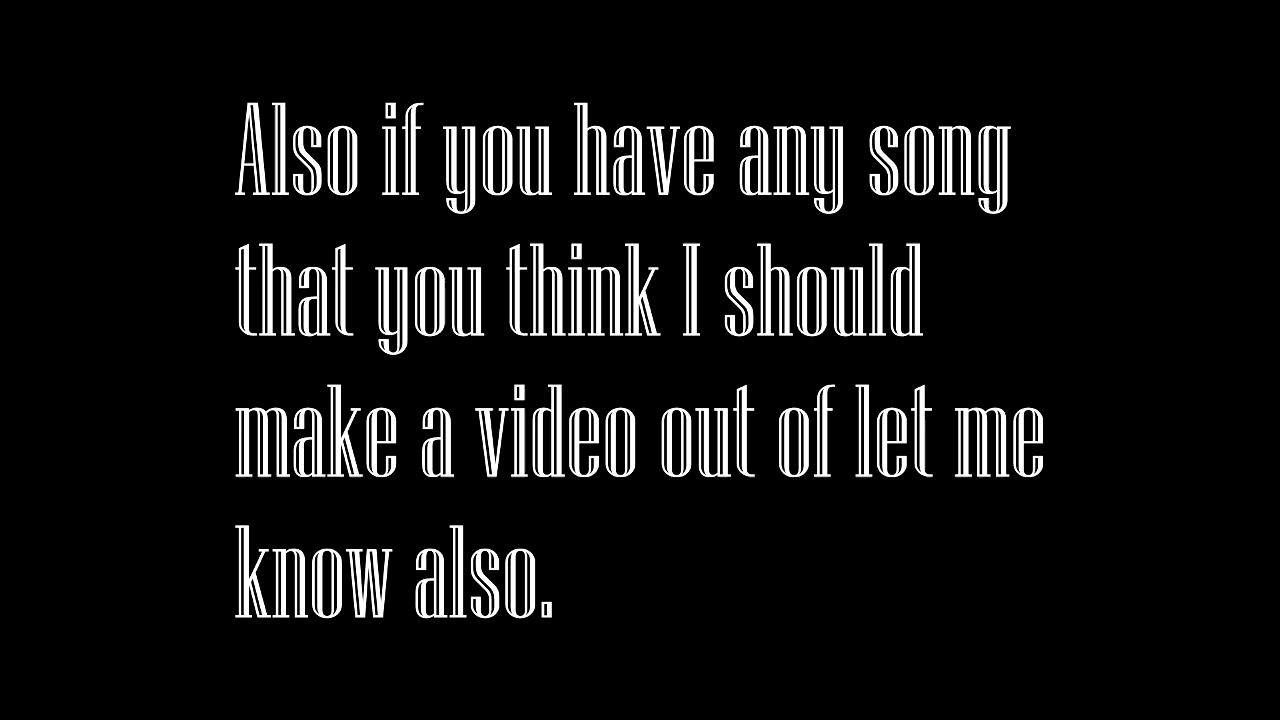 Also if you have any song
that you think I should
make a video out of let me
know also.